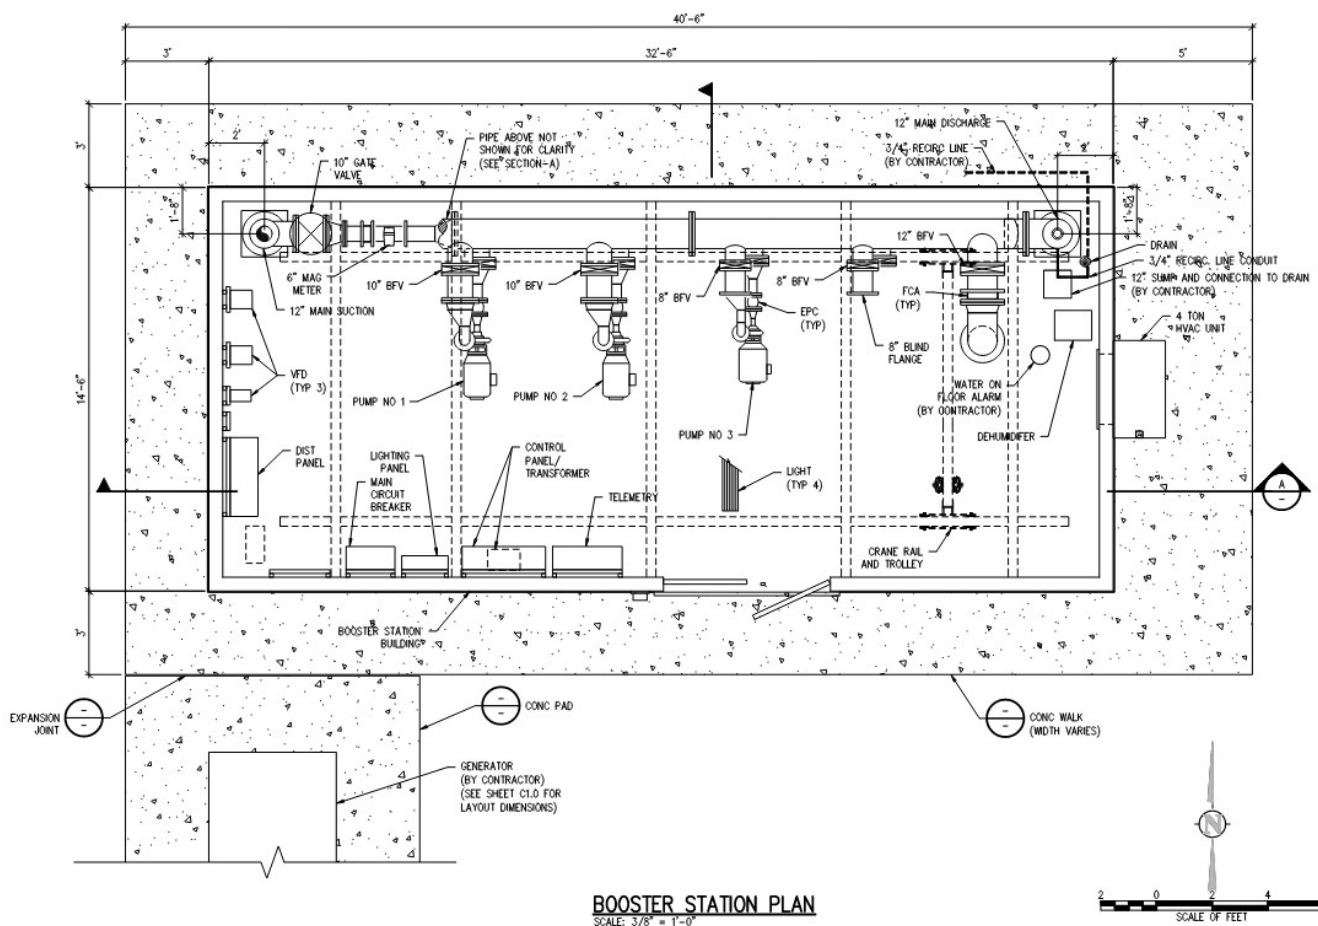 40'-6"
3'
32'-6"
5'
3'
2'
10" GATE
VALVE
PIPE ABOVE NOT
SHOWN FOR CLARITY
(SEE SECTION-A)
12" MAIN DISCHARGE
3/4" RECIRC LINE
(BY CONTRACTOR)
2'
1'-8"
1'-8"
6" MAG
METER
12" MAIN SUCTION
10" BFV
10" BFV
8" BFV
8" BFV
12" BFV
DRAIN
3/4" RECIRC. LINE CONDUIT
12" SUMP AND CONNECTION TO DRAIN
(BY CONTRACTOR)
FCA
(TYP)
EPC
(TYP)
8" BLIND
FLANGE
4 TON
HVAC UNIT
VFD
(TYP 3)
14'-6"
PUMP NO 1
PUMP NO 2
PUMP NO 3
WATER ON
FLOOR ALARM
(BY CONTRACTOR)
DEHUMIDIFER
DIST
PANEL
LIGHTING
PANEL
MAIN
CIRCUIT
BREAKER
CONTROL
PANEL/
TRANSFORMER
TELEMETRY
LIGHT
(TYP 4)
A
-
CRANE RAIL
AND TROLLEY
3'
BOOSTER STATION
BUILDING
EXPANSION
JOINT
-
-
-
-
CONC PAD
-
-
CONC WALK
(WIDTH VARIES)
GENERATOR
(BY CONTRACTOR)
(SEE SHEET C1.0 FOR
LAYOUT DIMENSIONS)
N
BOOSTER STATION PLAN
SCALE: 3/8" = 1'-0"
2 0 2 4
SCALE OF FEET